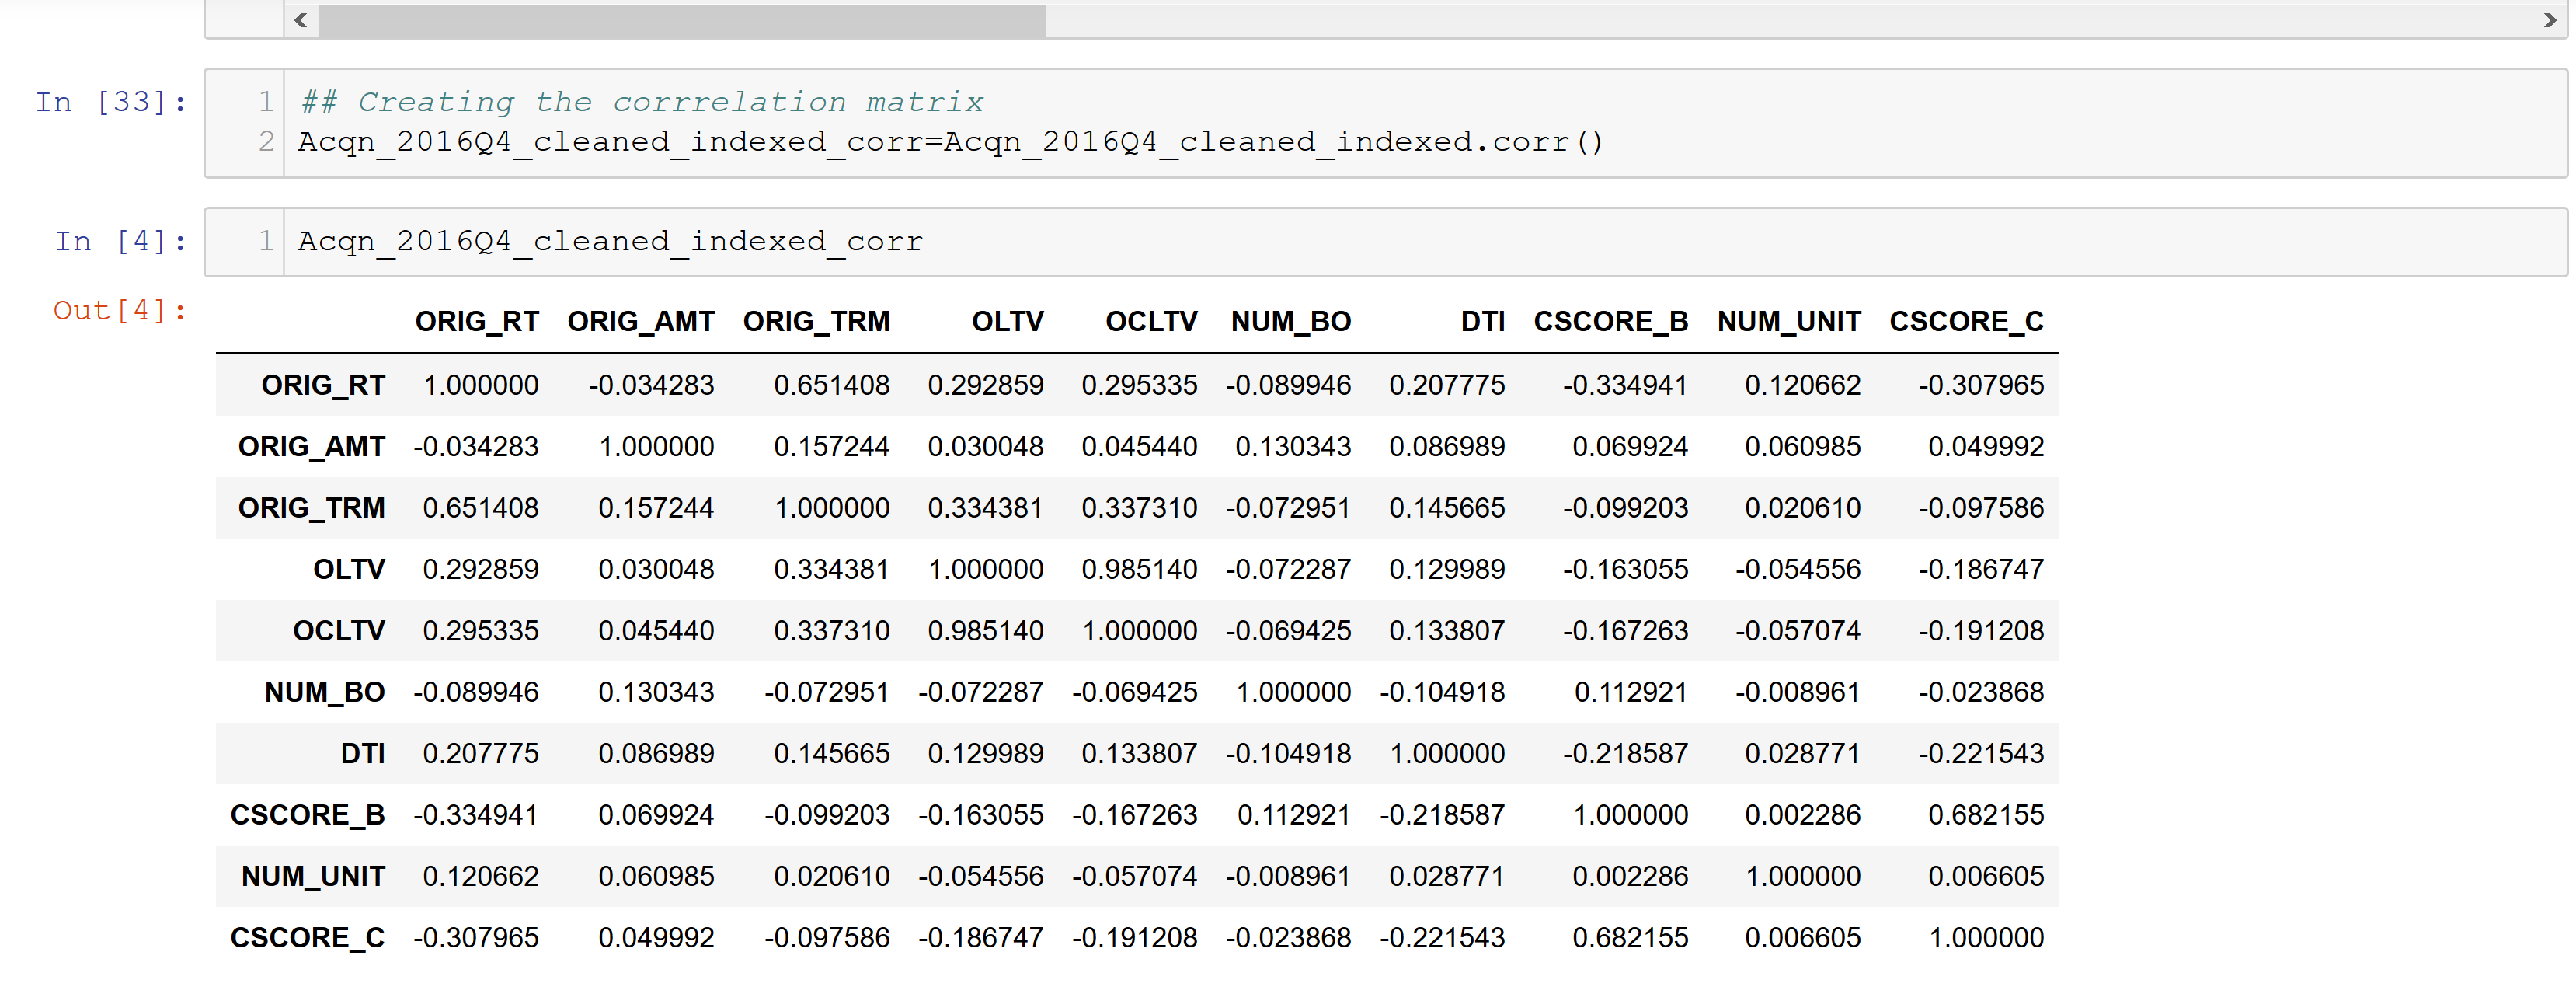 In [33]:
1 ## Creating the corrrelation matrix
2 Acqn_2016Q4_cleaned_indexed_corr=Acqn_2016Q4_cleaned_indexed.corr()
In [4]:
1 Acqn_2016Q4_cleaned_indexed_corr
Out[4]:
ORIG_RT ORIG_AMT ORIG_TRM OLTV OCLTV NUM_BO DTI CSCORE_B NUM_UNIT CSCORE_C
ORIG_RT 1.000000 -0.034283 0.651408 0.292859 0.295335 -0.089946 0.207775 -0.334941 0.120662 -0.307965
ORIG_AMT -0.034283 1.000000 0.157244 0.030048 0.045440 0.130343 0.086989 0.069924 0.060985 0.049992
ORIG_TRM 0.651408 0.157244 1.000000 0.334381 0.337310 -0.072951 0.145665 -0.099203 0.020610 -0.097586
OLTV 0.292859 0.030048 0.334381 1.000000 0.985140 -0.072287 0.129989 -0.163055 -0.054556 -0.186747
OCLTV 0.295335 0.045440 0.337310 0.985140 1.000000 -0.069425 0.133807 -0.167263 -0.057074 -0.191208
NUM_BO -0.089946 0.130343 -0.072951 -0.072287 -0.069425 1.000000 -0.104918 0.112921 -0.008961 -0.023868
DTI 0.207775 0.086989 0.145665 0.129989 0.133807 -0.104918 1.000000 -0.218587 0.028771 -0.221543
CSCORE_B -0.334941 0.069924 -0.099203 -0.163055 -0.167263 0.112921 -0.218587 1.000000 0.002286 0.682155
NUM_UNIT 0.120662 0.060985 0.020610 -0.054556 -0.057074 -0.008961 0.028771 0.002286 1.000000 0.006605
CSCORE_C -0.307965 0.049992 -0.097586 -0.186747 -0.191208 -0.023868 -0.221543 0.682155 0.006605 1.000000